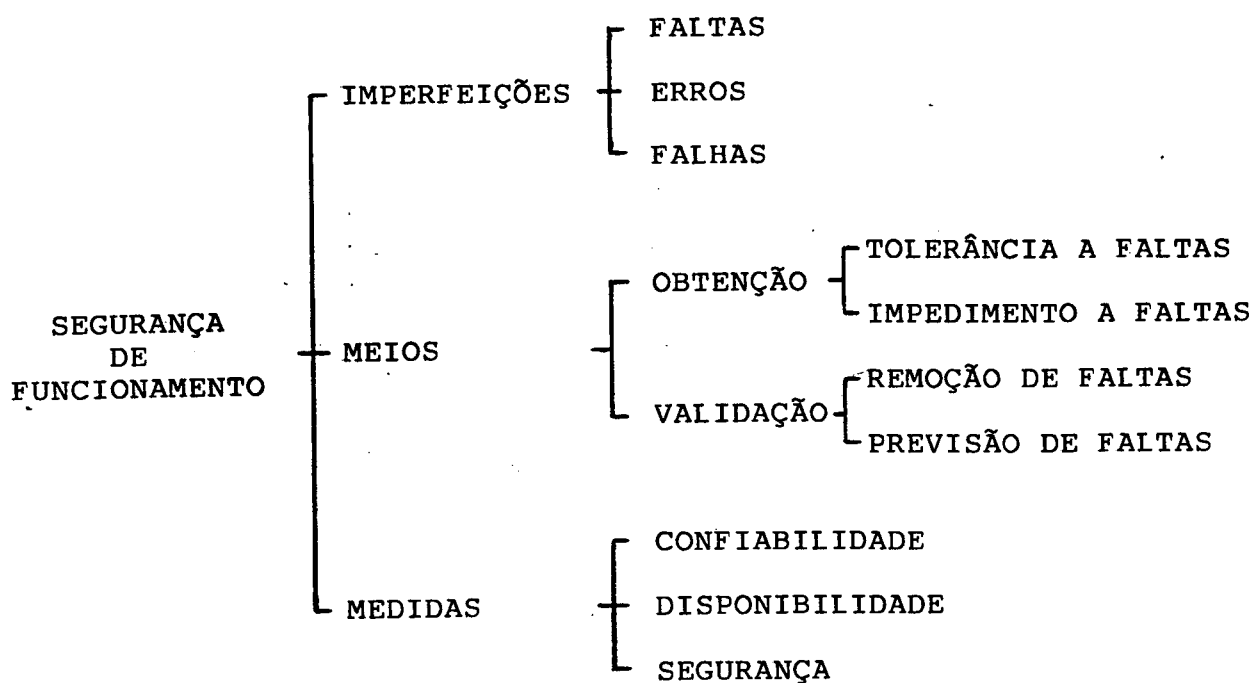 SEGURANÇA
DE
FUNCIONAMENTO
IMPERFEIÇÕES
FALTAS
ERROS
FALHAS
MEIOS
OBTENÇÃO
TOLERÂNCIA A FALTAS
IMPEDIMENTO A FALTAS
VALIDAÇÃO
REMOÇÃO DE FALTAS
PREVISÃO DE FALTAS
MEDIDAS
CONFIABILIDADE
DISPONIBILIDADE
SEGURANÇA